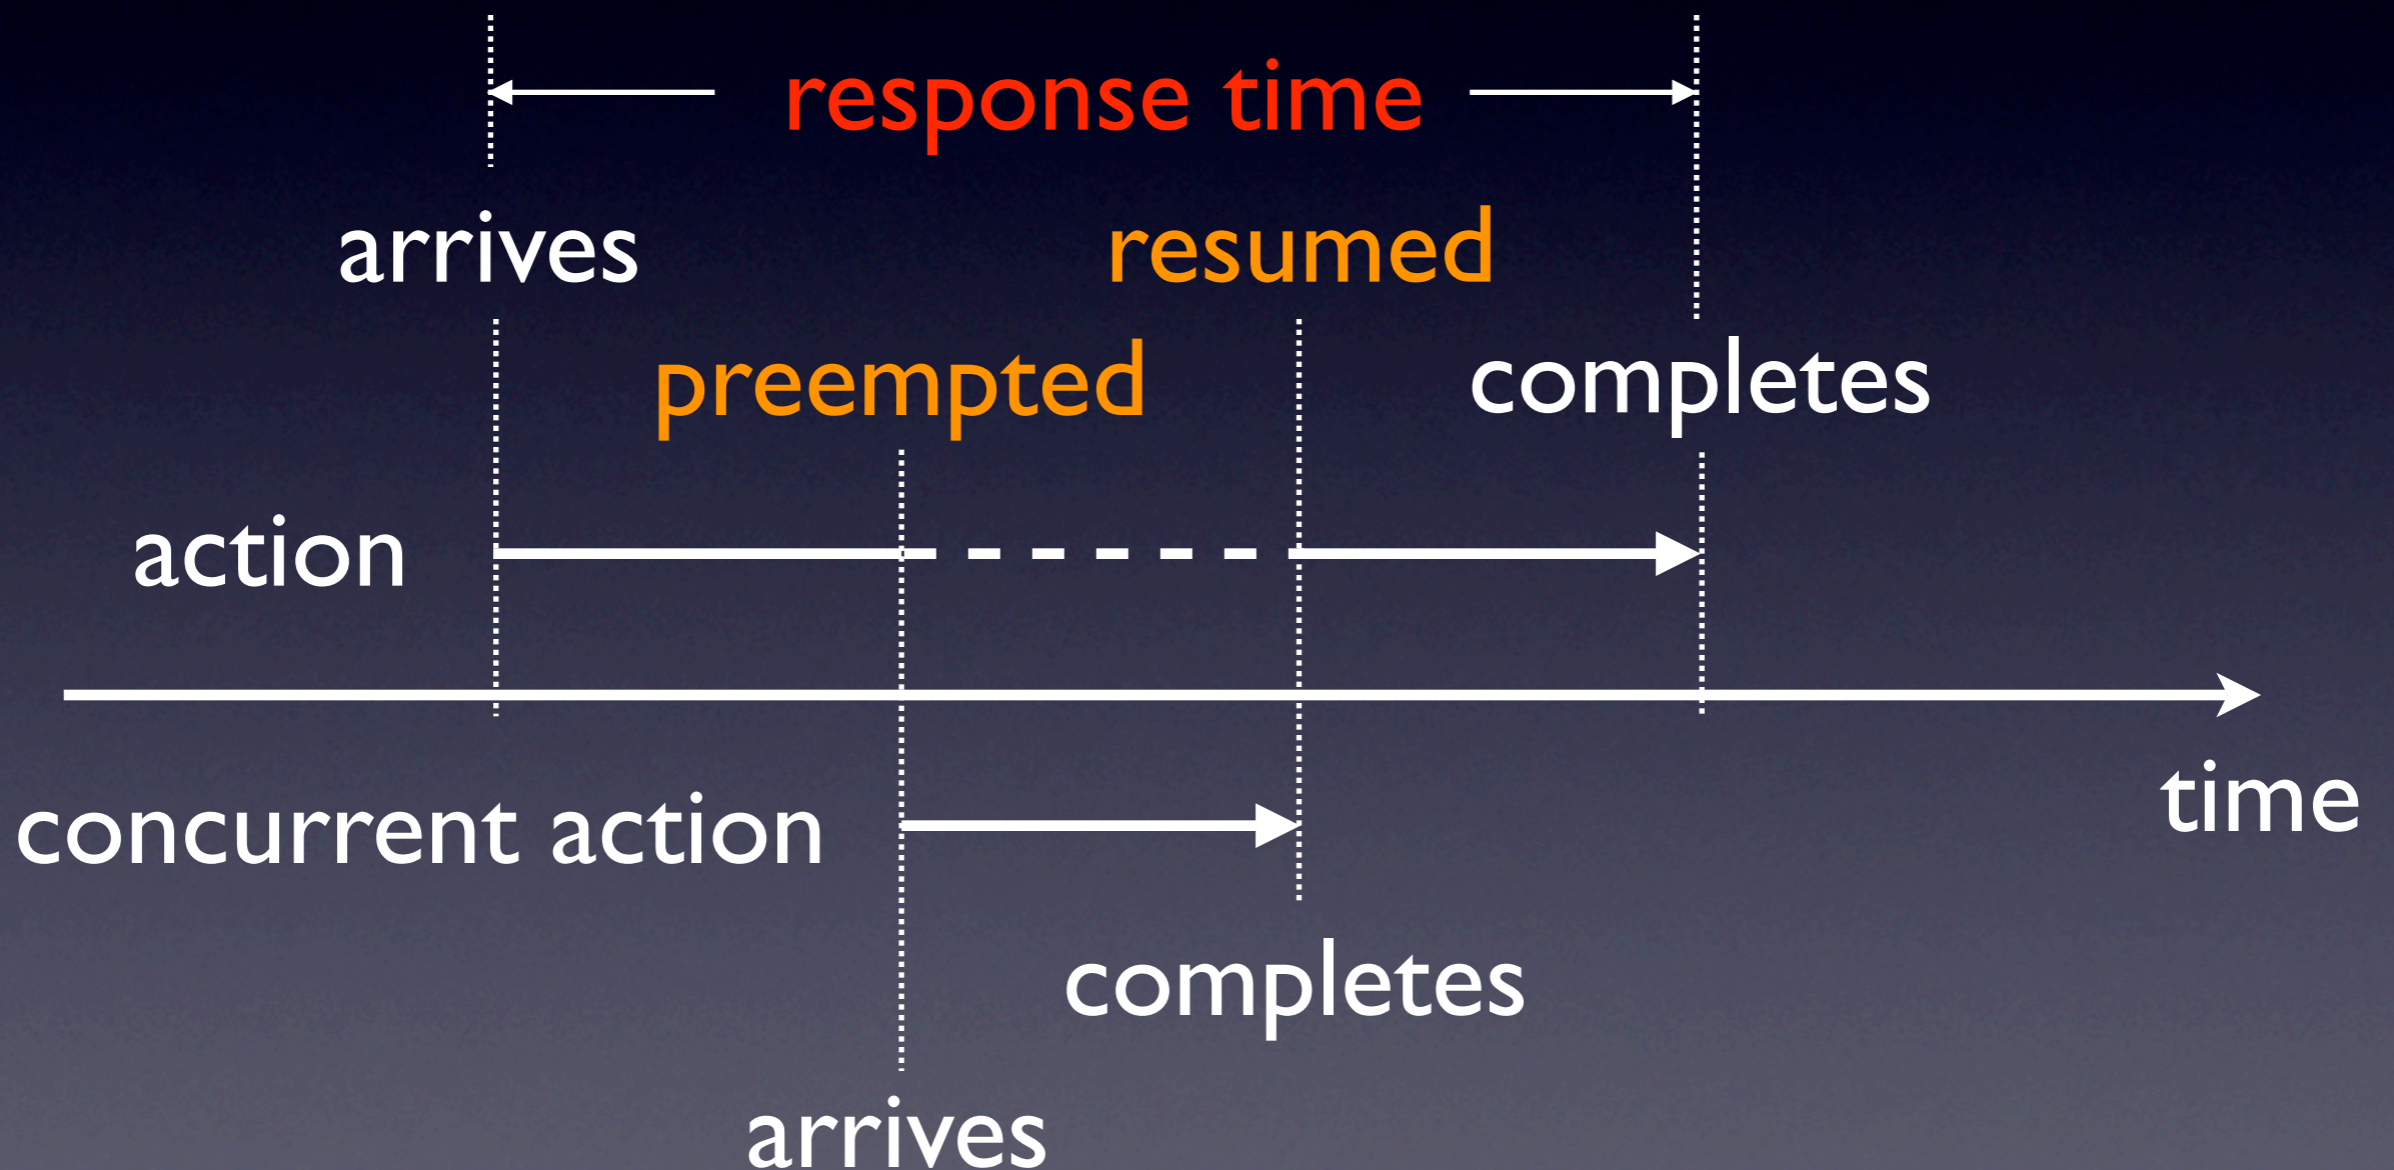 response time
arrives
resumed
preempted
completes
action
time
concurrent action
completes
arrives